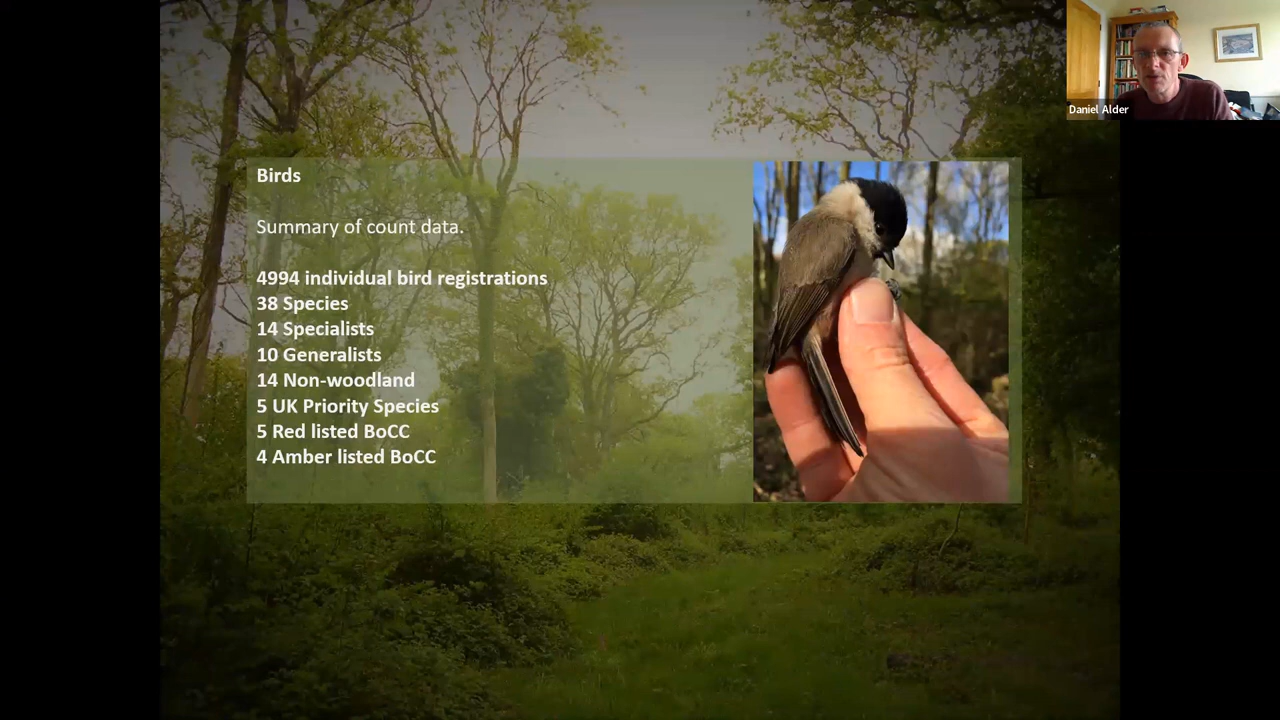 Birds
Summary of count data.
4994 individual bird registrations
38 Species
14 Specialists
10 Generalists
14 Non-woodland
5 UK Priority Species
5 Red listed BoCC
4 Amber listed BoCC
Daniel Alder